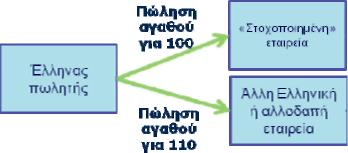 Πώληση
αγαθού
για 100
«Στοχοποιημένη»
εταιρεία
Έλληνας
πωλητής
Πώληση
αγαθού
για 110
Άλλη Ελληνική
ή αλλοδαπή
εταιρεία